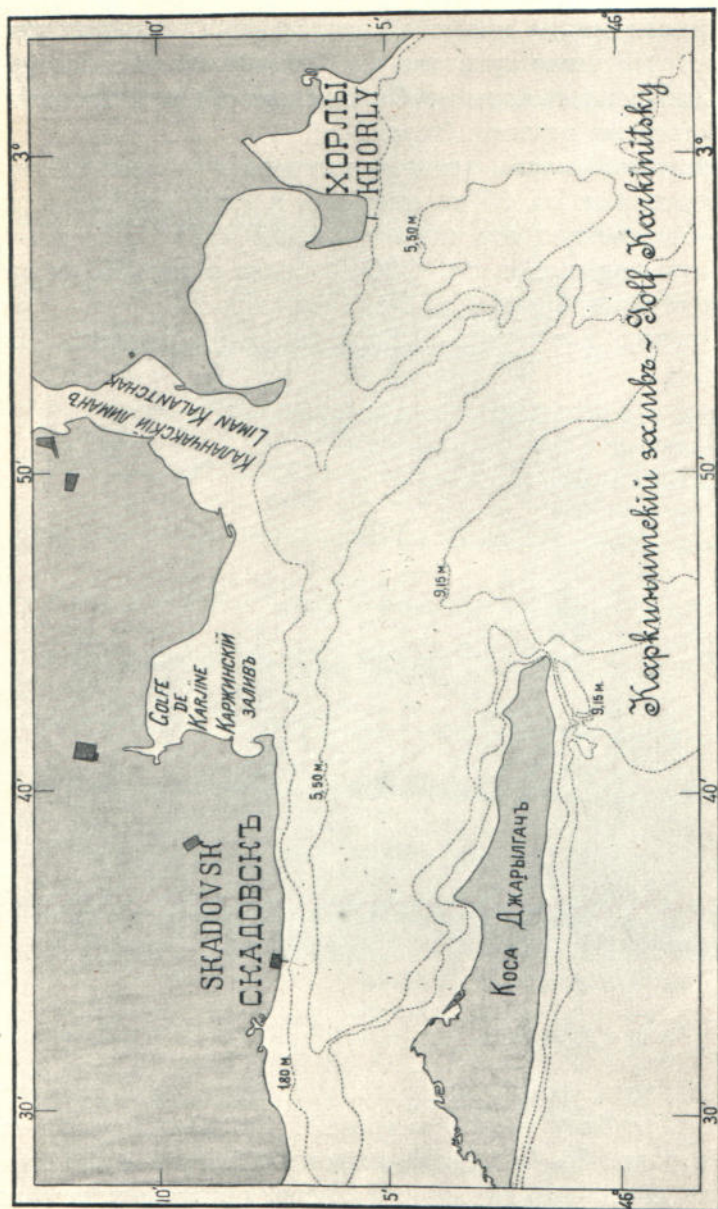 30'
40'
50'
3°
10'
10'
5'
5'
46°
46°
30'
40'
50'
3°
SKADOVSK
СКАДОВСКЪ
GOLFE
DE
KARJINE
КАРЖИНСКІЙ
ЗАЛИВЪ
КАЛАНЧАКСКІЙ ЛИМАНЪ
LIMAN KALANTCHAK
ХОРЛЫ
KHORLY
1.80 м
5,50 м.
5,50 м
9,15 м.
9,15 м.
КОСА ДЖАРЫЛГАЧЪ
Каркинитскій заливъ ~ Golf Karkinitsky